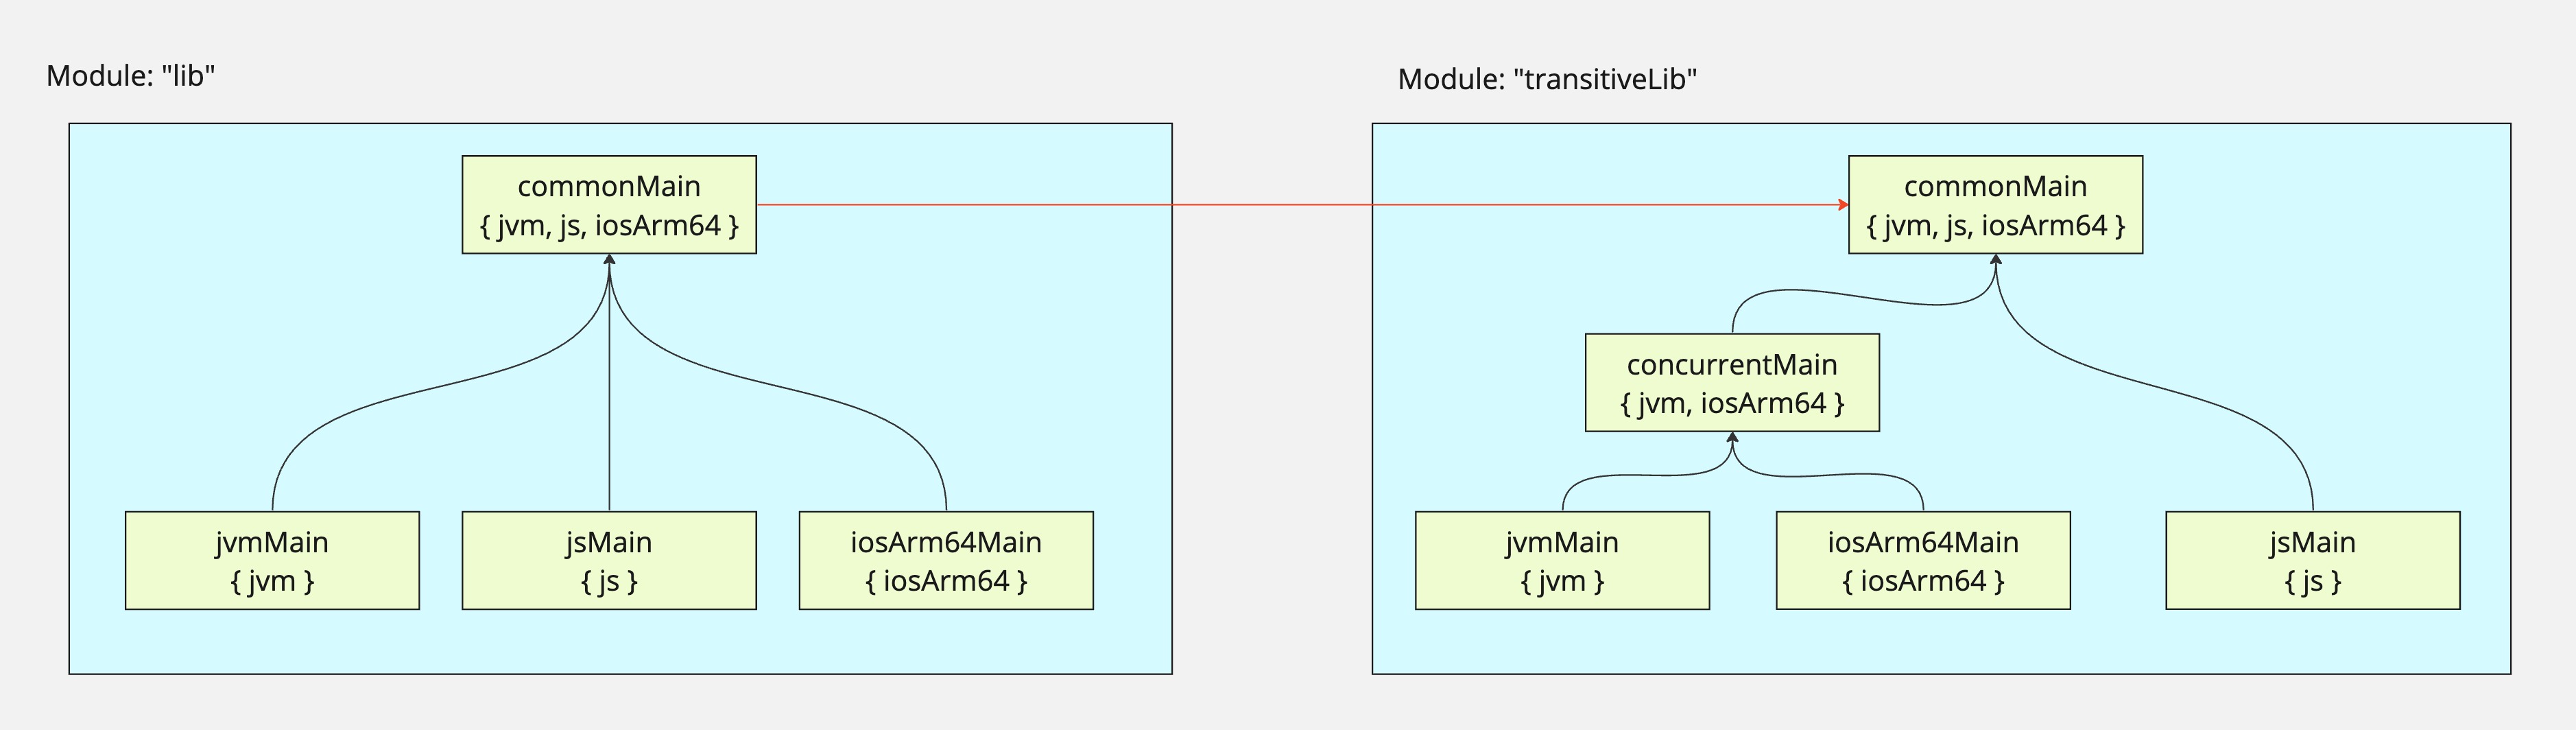 Module: "lib"
commonMain
{ jvm, js, iosArm64 }
jvmMain
{ jvm }
jsMain
{ js }
iosArm64Main
{ iosArm64 }
Module: "transitiveLib"
commonMain
{ jvm, js, iosArm64 }
concurrentMain
{ jvm, iosArm64 }
jvmMain
{ jvm }
iosArm64Main
{ iosArm64 }
jsMain
{ js }